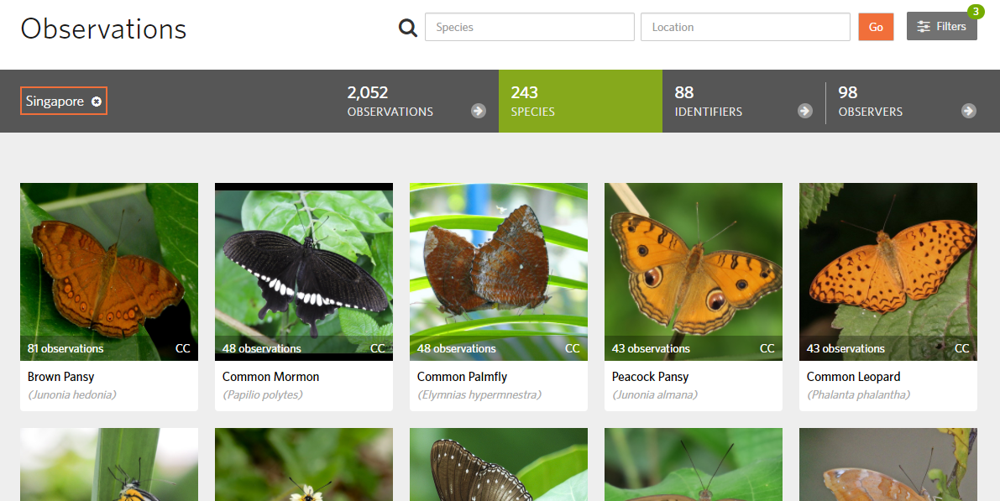 Observations
Species
Location
Go
Filters
3
Singapore
2,052
OBSERVATIONS
243
SPECIES
88
IDENTIFIERS
98
OBSERVERS
81 observations CC
48 observations CC
48 observations CC
43 observations CC
43 observations CC
Brown Pansy
(Junonia hedonia)
Common Mormon
(Papilio polytes)
Common Palmfly
(Elymnias hypermnestra)
Peacock Pansy
(Junonia almana)
Common Leopard
(Phalanta phalantha)